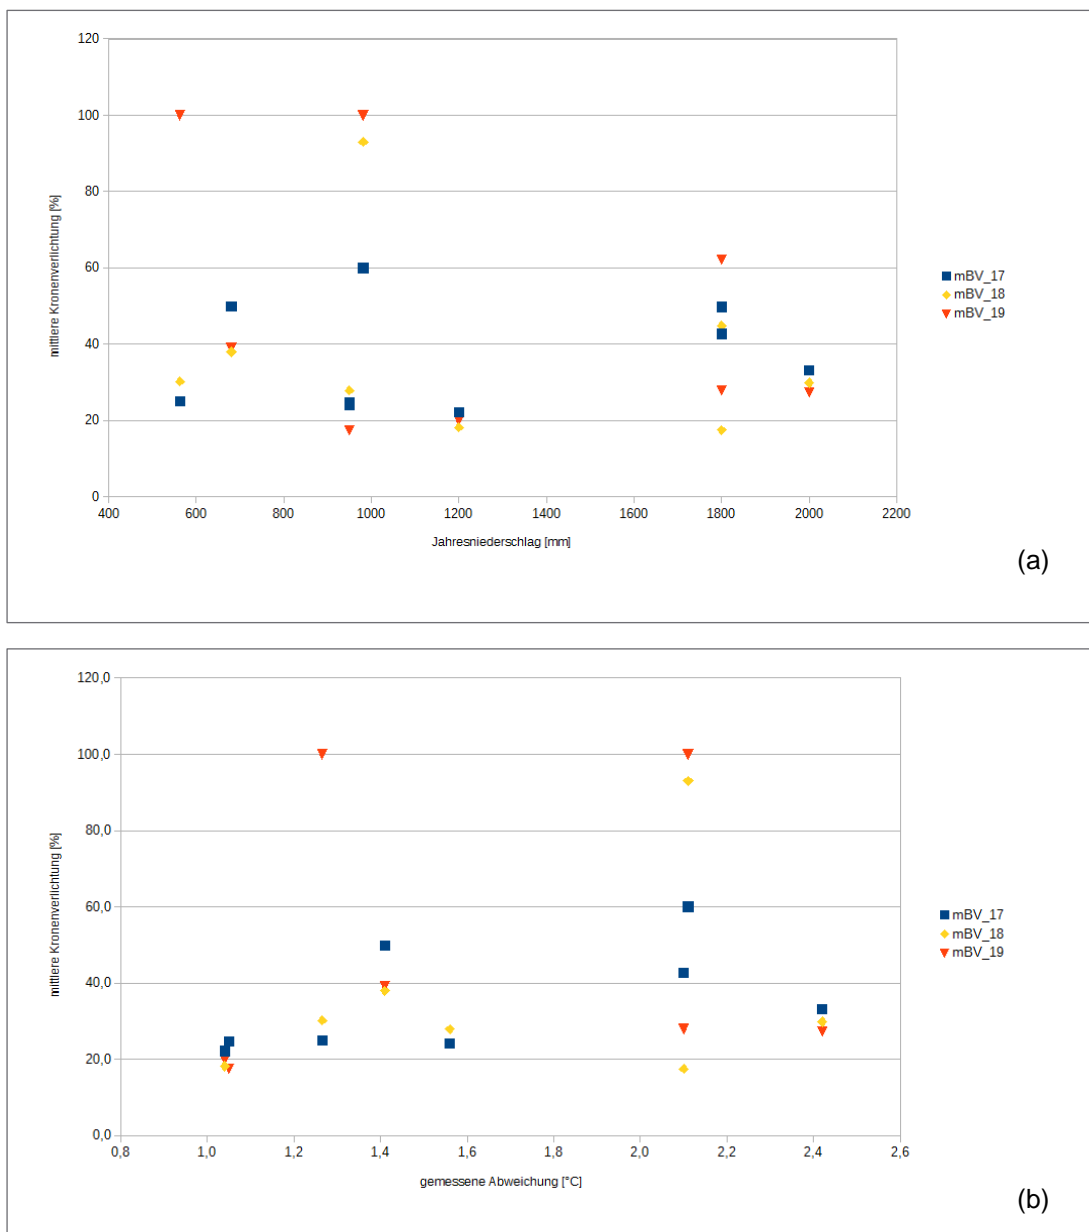 120
100
80
60
40
20
0
mittlere Kronenverlichtung [%]
400 600 800 1000 1200 1400 1600 1800 2000 2200
Jahresniederschlag [mm]
mBV_17
mBV_18
mBV_19
(a)
120,0
100,0
80,0
60,0
40,0
20,0
0,0
mittlere Kronenverlichtung [%]
0,8 1,0 1,2 1,4 1,6 1,8 2,0 2,2 2,4 2,6
gemessene Abweichung [°C]
mBV_17
mBV_18
mBV_19
(b)